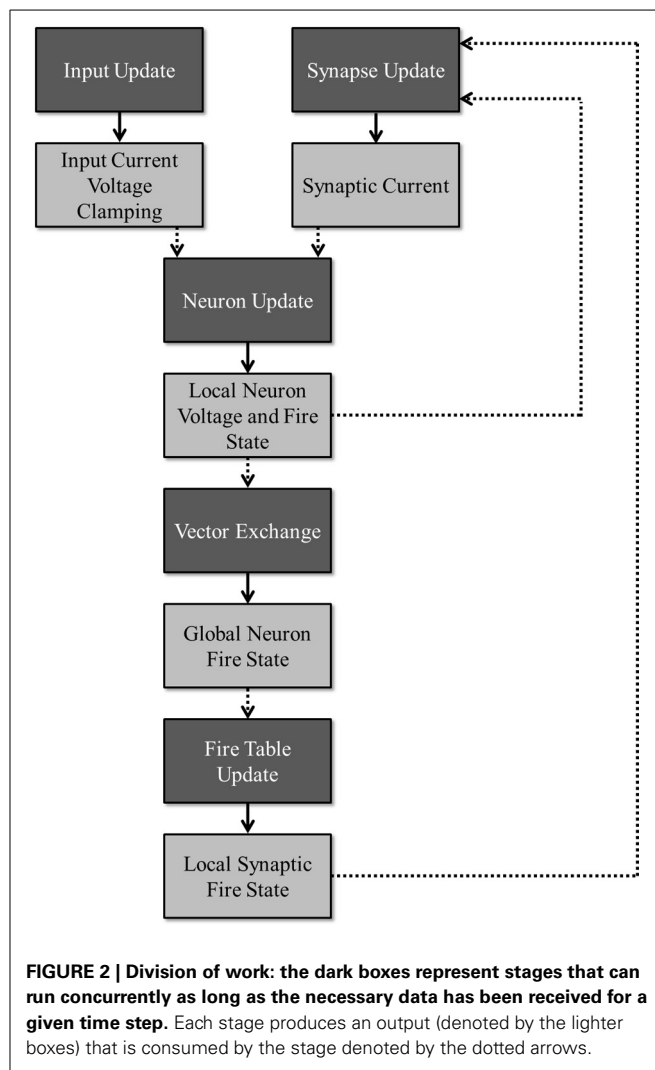 Input Update
Synapse Update
Input Current
Voltage
Clamping
Synaptic Current
Neuron Update
Local Neuron
Voltage and Fire
State
Vector Exchange
Global Neuron
Fire State
Fire Table
Update
Local Synaptic
Fire State
FIGURE 2 | Division of work: the dark boxes represent stages that can
run concurrently as long as the necessary data has been received for a
given time step. Each stage produces an output (denoted by the lighter
boxes) that is consumed by the stage denoted by the dotted arrows.